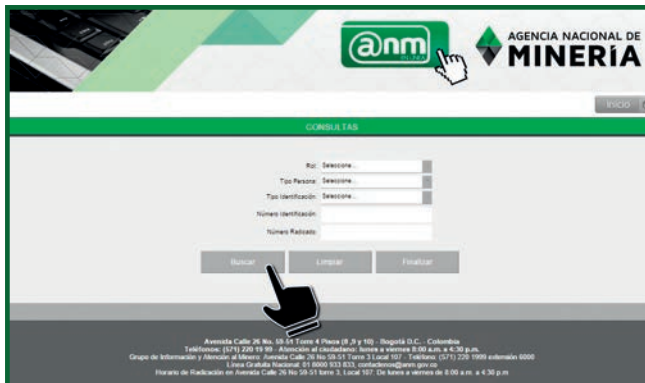 @nm
EN LÍNEA
AGENCIA NACIONAL DE
MINERÍA
Inicio
CONSULTAS
Rol: Seleccione...
Tipo Persona: Seleccione...
Tipo Identificación: Seleccione...
Número Identificación:
Número Radicado:
Buscar Limpiar Finalizar
Avenida Calle 26 No. 59-51 Torre 4 Pisos (8 ,9 y 10) - Bogotá D.C. - Colombia
Teléfonos: (571) 220 19 99 - Atención al ciudadano: lunes a viernes 8:00 a.m. a 4:30 p.m.
Grupo de Información y Atención al Minero: Avenida Calle 26 No 59-51 Torre 3 Local 107 - Teléfono: (571) 220 1999 extensión 6000
Línea Gratuita Nacional: 01 8000 933 833, contactenos@anm.gov.co
Horario de Radicación en Avenida Calle 26 No 59-51 torre 3, Local 107: De lunes a viernes de 8:00 a.m. a 4:30 p.m